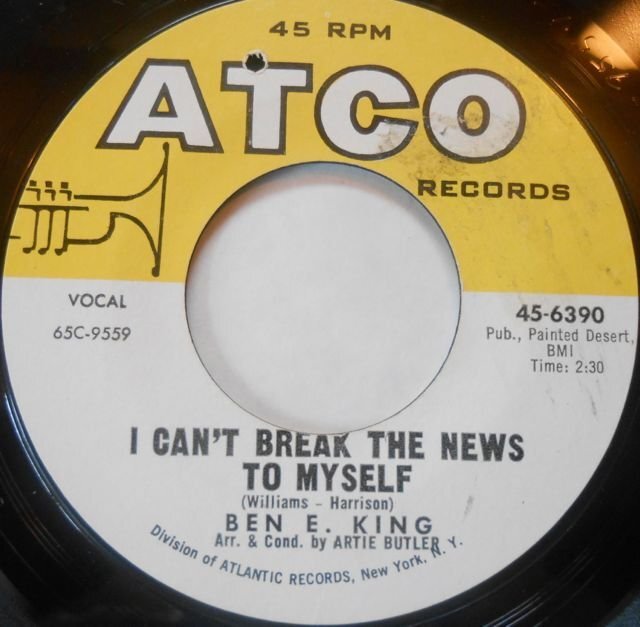 45 RPM
ATCO
RECORDS
VOCAL
65C-9559
45-6390
Pub., Painted Desert,
BMI
Time: 2:30
I CAN'T BREAK THE NEWS
TO MYSELF
(Williams - Harrison)
BEN E. KING
Arr. & Cond. by ARTIE BUTLER
Division of ATLANTIC RECORDS, New York, N. Y.